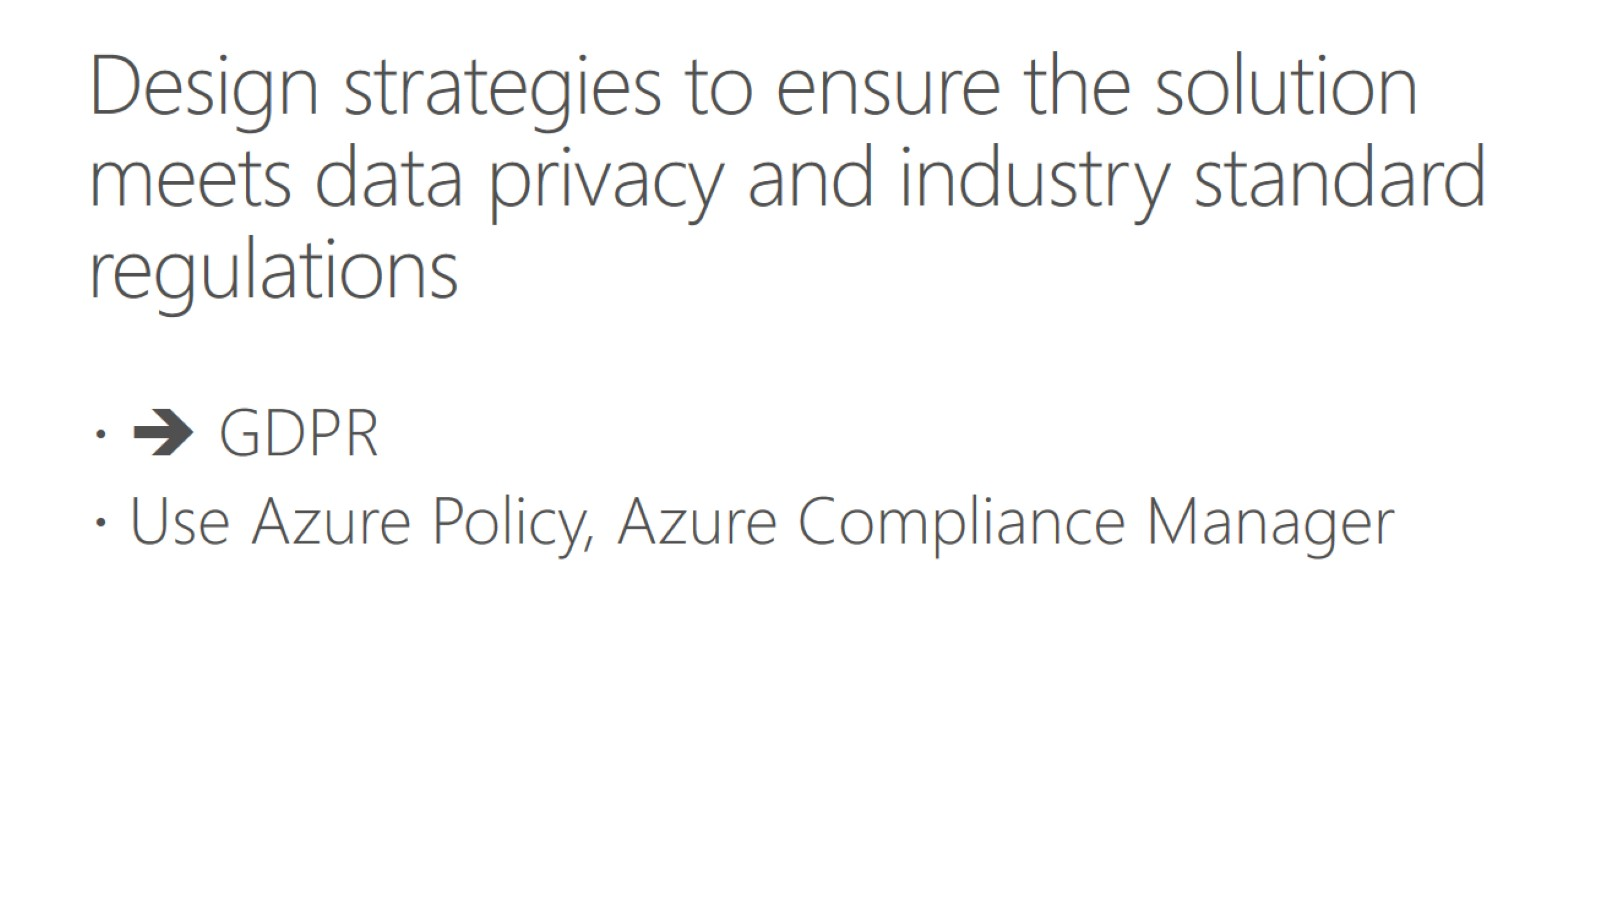 Design strategies to ensure the solution
meets data privacy and industry standard
regulations
• ➔ GDPR
• Use Azure Policy, Azure Compliance Manager